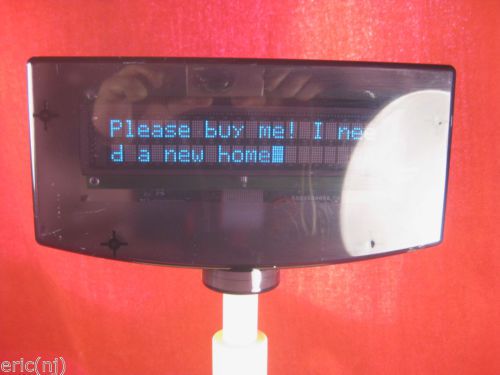 Please buy me! I nee
d a new home
eric(nj)